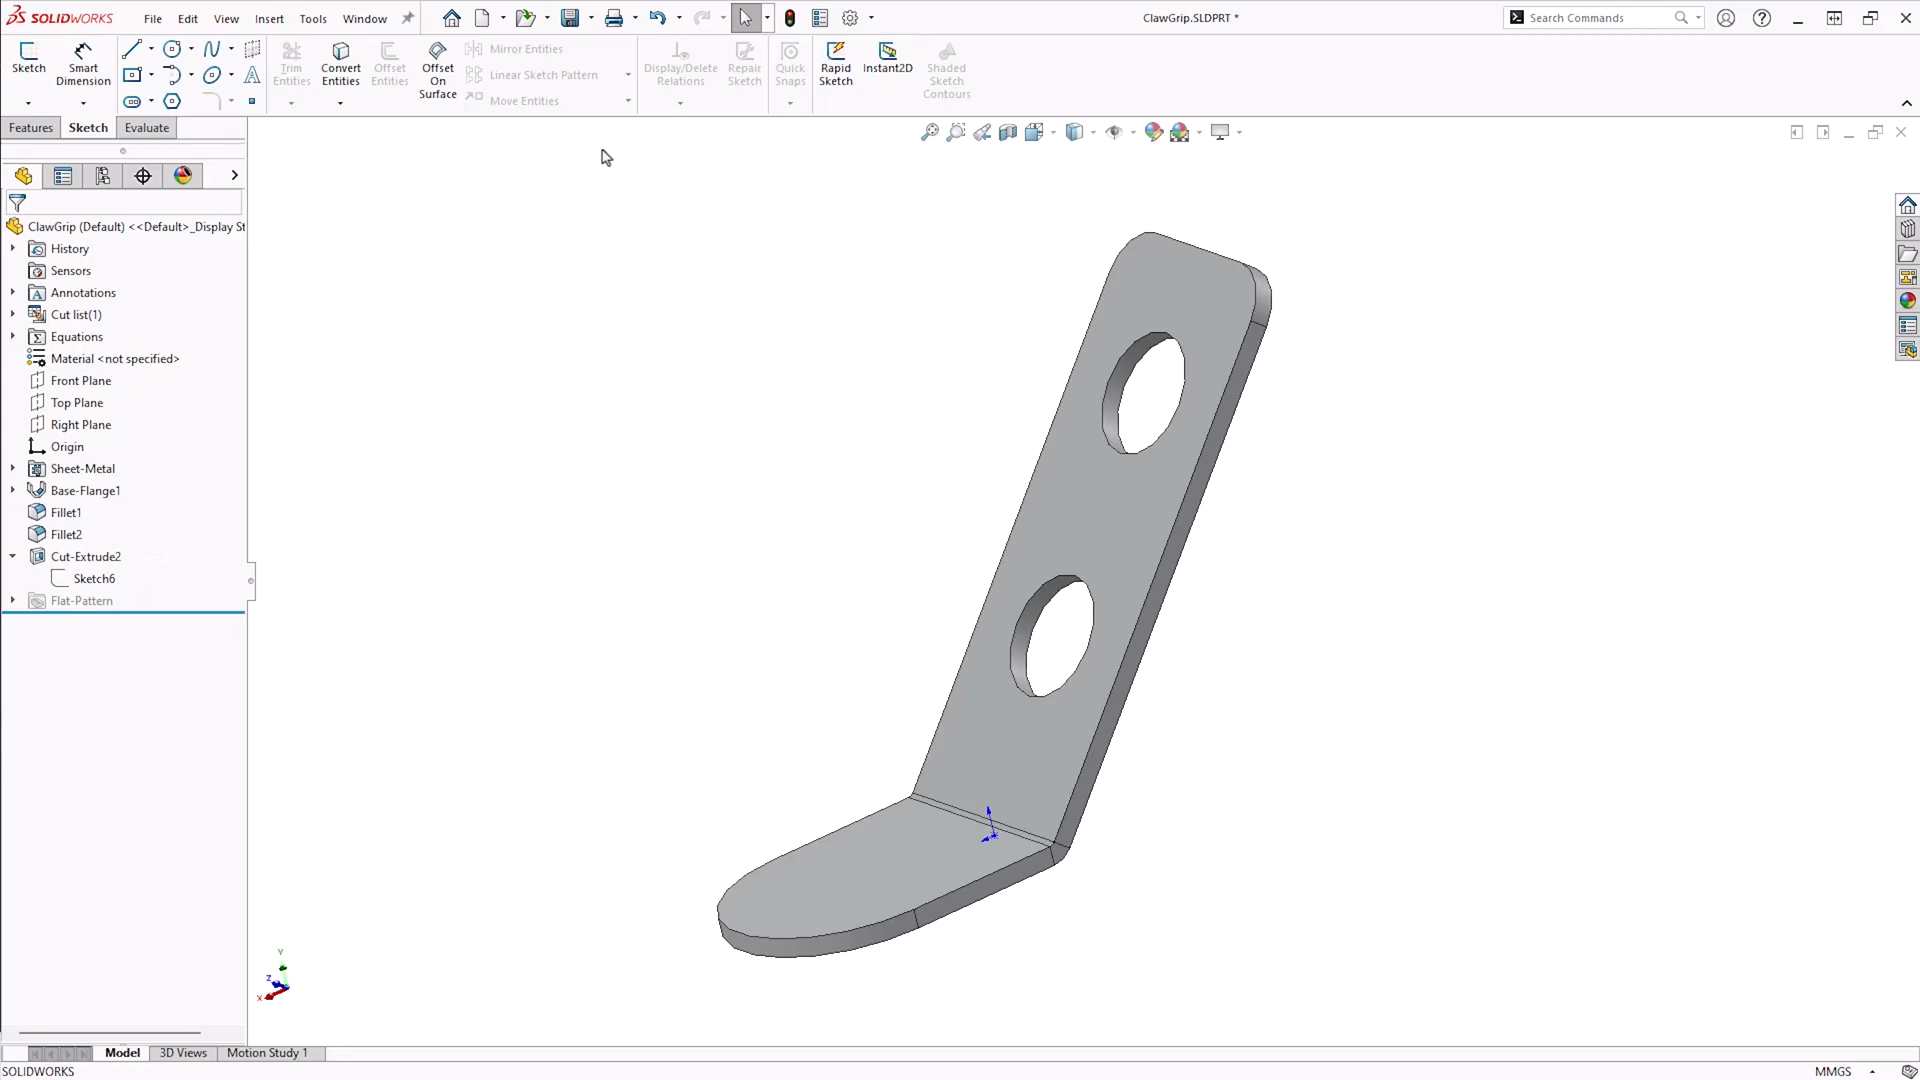 SOLIDWORKS File Edit View Insert Tools Window ClawGrip.SLDPRT * Search Commands
Sketch Smart Dimension Trim Entities Convert Entities Offset Entities Offset On Surface Mirror Entities Linear Sketch Pattern Move Entities Display/Delete Relations Repair Sketch Quick Snaps Rapid Sketch Instant2D Shaded Sketch Contours
Features Sketch Evaluate
ClawGrip (Default) <<Default>_Display St
History
Sensors
Annotations
Cut list(1)
Equations
Material <not specified>
Front Plane
Top Plane
Right Plane
Origin
Sheet-Metal
Base-Flange1
Fillet1
Fillet2
Cut-Extrude2
Sketch6
Flat-Pattern
Y
Z
X
Model 3D Views Motion Study 1
SOLIDWORKS MMGS